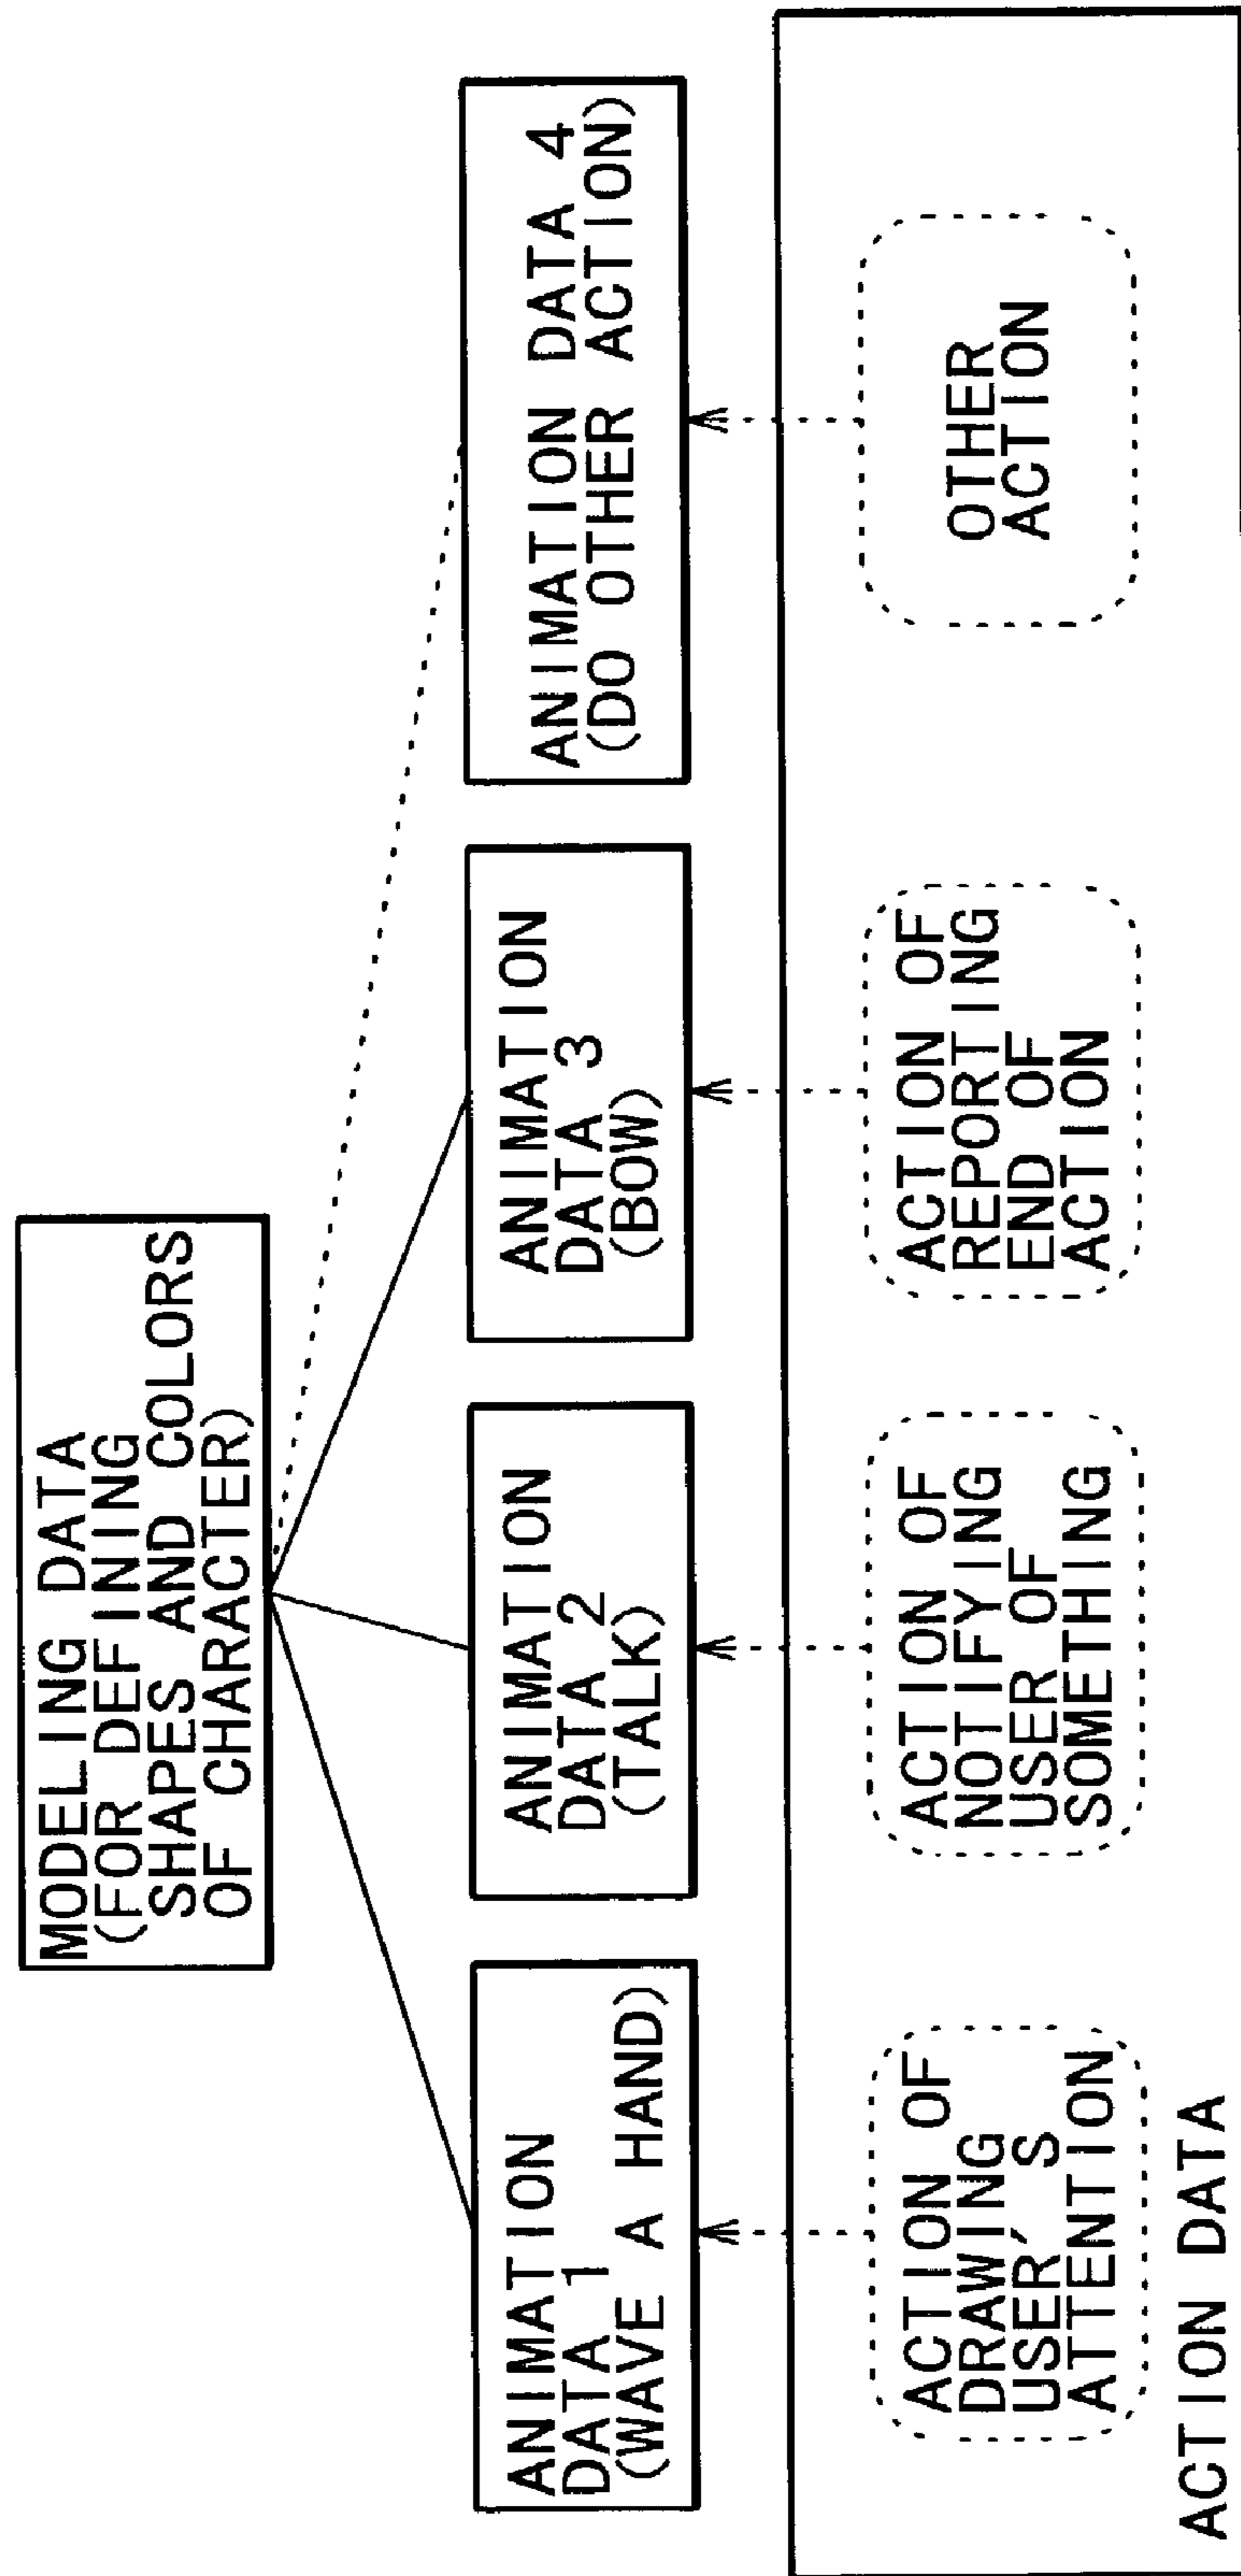 MODELING DATA
(FOR DEFINING
SHAPES AND COLORS
OF CHARACTER)
ANIMATION
DATA 1
(WAVE A HAND)
ANIMATION
DATA 2
(TALK)
ANIMATION
DATA 3
(BOW)
ANIMATION DATA 4
(DO OTHER ACTION)
ACTION OF
DRAWING
USER'S
ATTENTION
ACTION OF
NOTIFYING
USER OF
SOMETHING
ACTION OF
REPORTING
END OF
ACTION
OTHER
ACTION
ACTION DATA